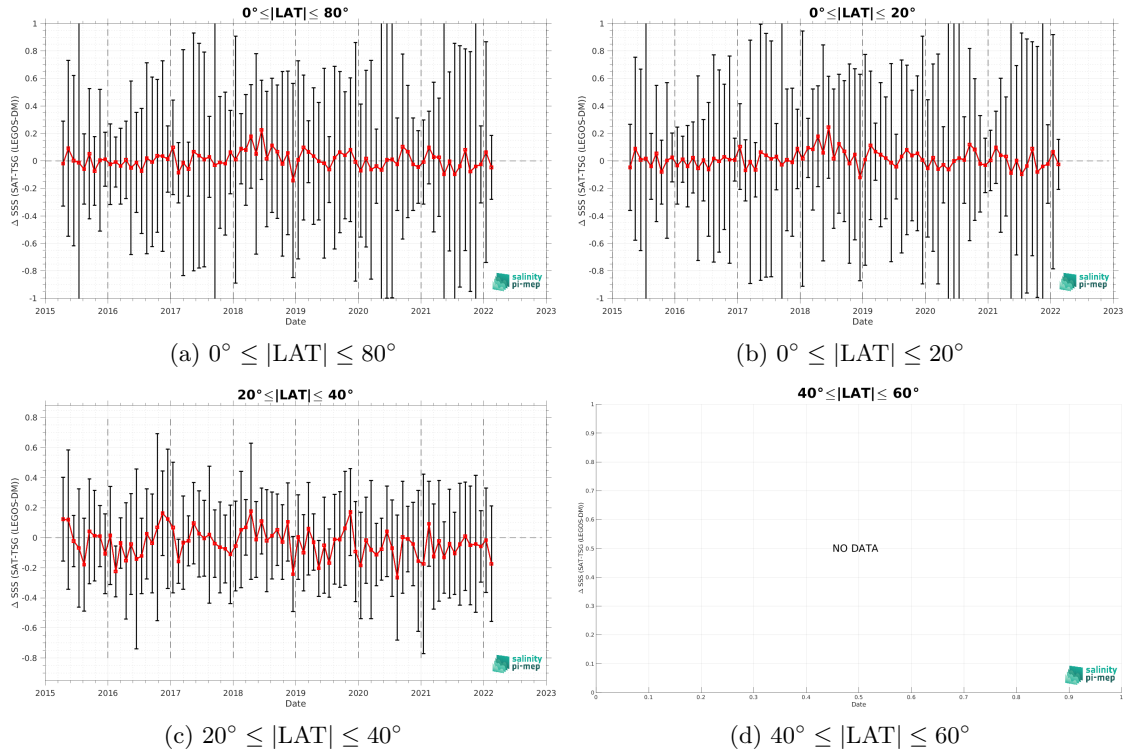 0°≤|LAT|≤ 80°
Δ SSS (SAT-TSG (LEGOS-DM))
1
0.8
0.6
0.4
0.2
0
-0.2
-0.4
-0.6
-0.8
-1
2015 2016 2017 2018 2019 2020 2021 2022 2023
Date
salinity
pi-mep
(a) 0° ≤ |LAT| ≤ 80°
0°≤|LAT|≤ 20°
Δ SSS (SAT-TSG (LEGOS-DM))
1
0.8
0.6
0.4
0.2
0
-0.2
-0.4
-0.6
-0.8
-1
2015 2016 2017 2018 2019 2020 2021 2022 2023
Date
salinity
pi-mep
(b) 0° ≤ |LAT| ≤ 20°
20°≤|LAT|≤ 40°
Δ SSS (SAT-TSG (LEGOS-DM))
0.8
0.6
0.4
0.2
0
-0.2
-0.4
-0.6
-0.8
2015 2016 2017 2018 2019 2020 2021 2022 2023
Date
salinity
pi-mep
(c) 20° ≤ |LAT| ≤ 40°
40°≤|LAT|≤ 60°
Δ SSS (SAT-TSG (LEGOS-DM))
1
0.9
0.8
0.7
0.6
0.5
0.4
0.3
0.2
0.1
0
NO DATA
0 0.1 0.2 0.3 0.4 0.5 0.6 0.7 0.8 0.9 1
Date
salinity
pi-mep
(d) 40° ≤ |LAT| ≤ 60°